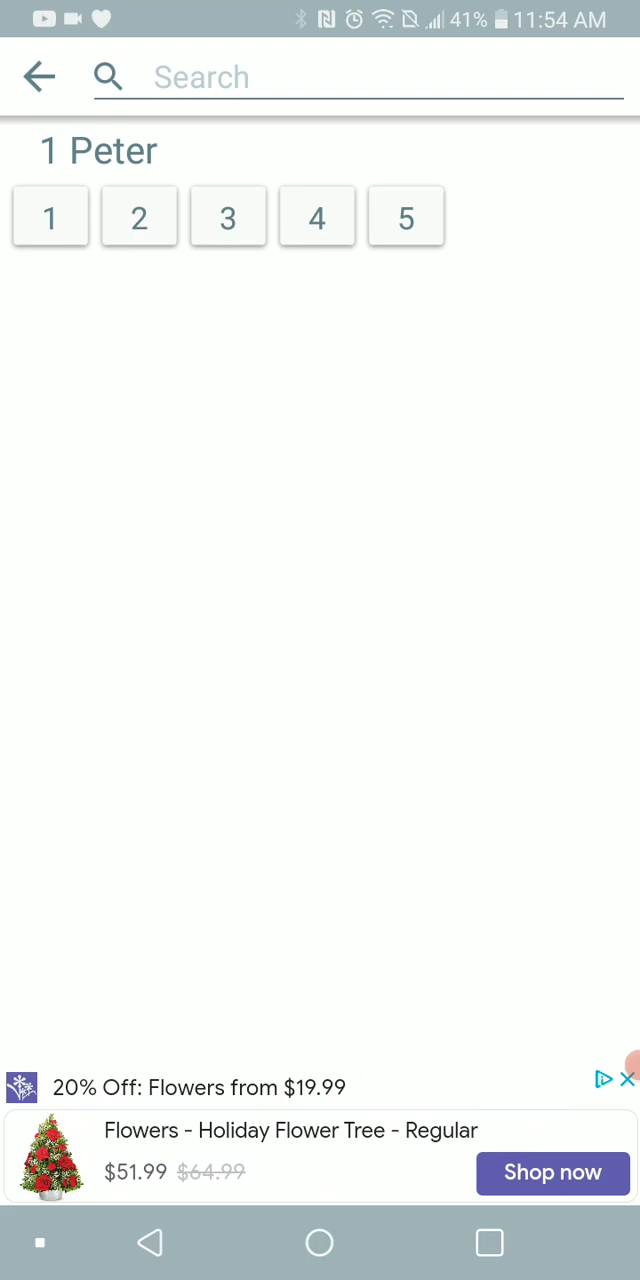 41% 11:54 AM
Search
1 Peter
1 2 3 4 5
20% Off: Flowers from $19.99
Flowers - Holiday Flower Tree - Regular
$51.99 $64.99
Shop now